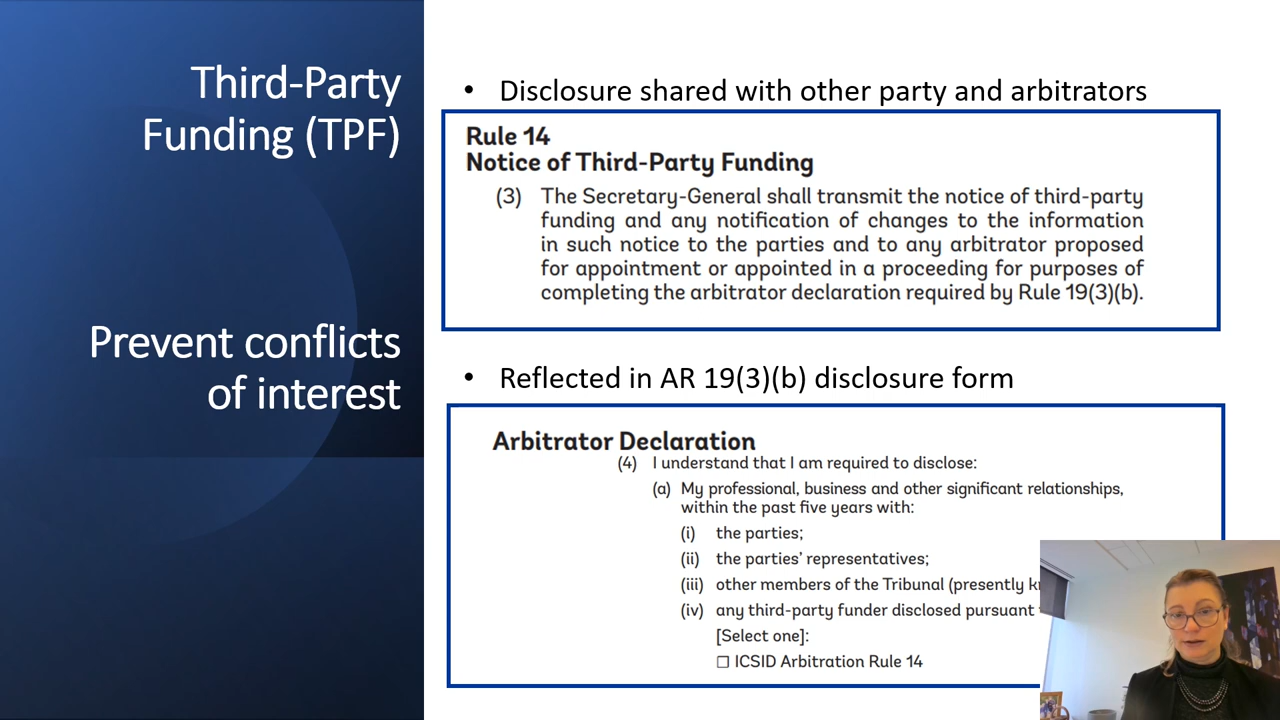 Third-Party
Funding (TPF)
Prevent conflicts
of interest
• Disclosure shared with other party and arbitrators
Rule 14
Notice of Third-Party Funding
(3) The Secretary-General shall transmit the notice of third-party
funding and any notification of changes to the information
in such notice to the parties and to any arbitrator proposed
for appointment or appointed in a proceeding for purposes of
completing the arbitrator declaration required by Rule 19(3)(b).
• Reflected in AR 19(3)(b) disclosure form
Arbitrator Declaration
(4) I understand that I am required to disclose:
(a) My professional, business and other significant relationships,
within the past five years with:
(i) the parties;
(ii) the parties’ representatives;
(iii) other members of the Tribunal (presently
(iv) any third-party funder disclosed pursuant
[Select one]:
☐ ICSID Arbitration Rule 14